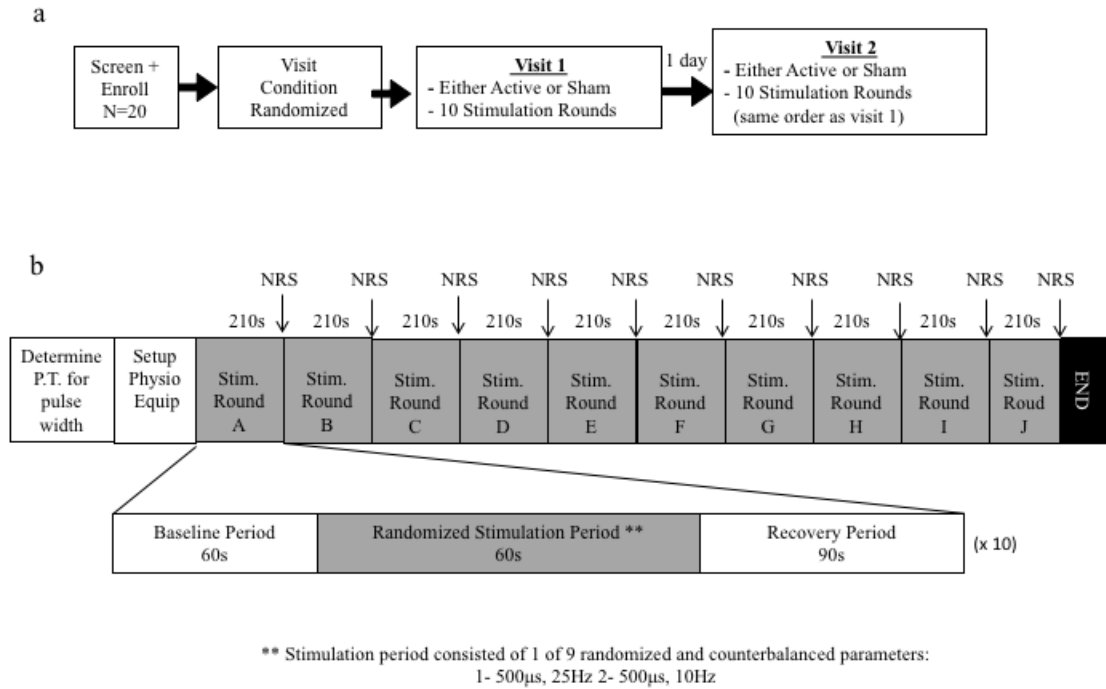 a
Screen +
Enroll
N=20
Visit
Condition
Randomized
Visit 1
- Either Active or Sham
- 10 Stimulation Rounds
1 day
Visit 2
- Either Active or Sham
- 10 Stimulation Rounds
(same order as visit 1)
b
NRS NRS NRS NRS NRS NRS NRS NRS NRS NRS
210s 210s 210s 210s 210s 210s 210s 210s 210s 210s
Determine
P.T. for
pulse
width
Setup
Physio
Equip
Stim.
Round
A
Stim.
Round
B
Stim.
Round
C
Stim.
Round
D
Stim.
Round
E
Stim.
Round
F
Stim.
Round
G
Stim.
Round
H
Stim.
Round
I
Stim.
Roud
J
END
Baseline Period
60s
Randomized Stimulation Period **
60s
Recovery Period
90s
(x 10)
** Stimulation period consisted of 1 of 9 randomized and counterbalanced parameters:
1- 500µs, 25Hz 2- 500µs, 10Hz